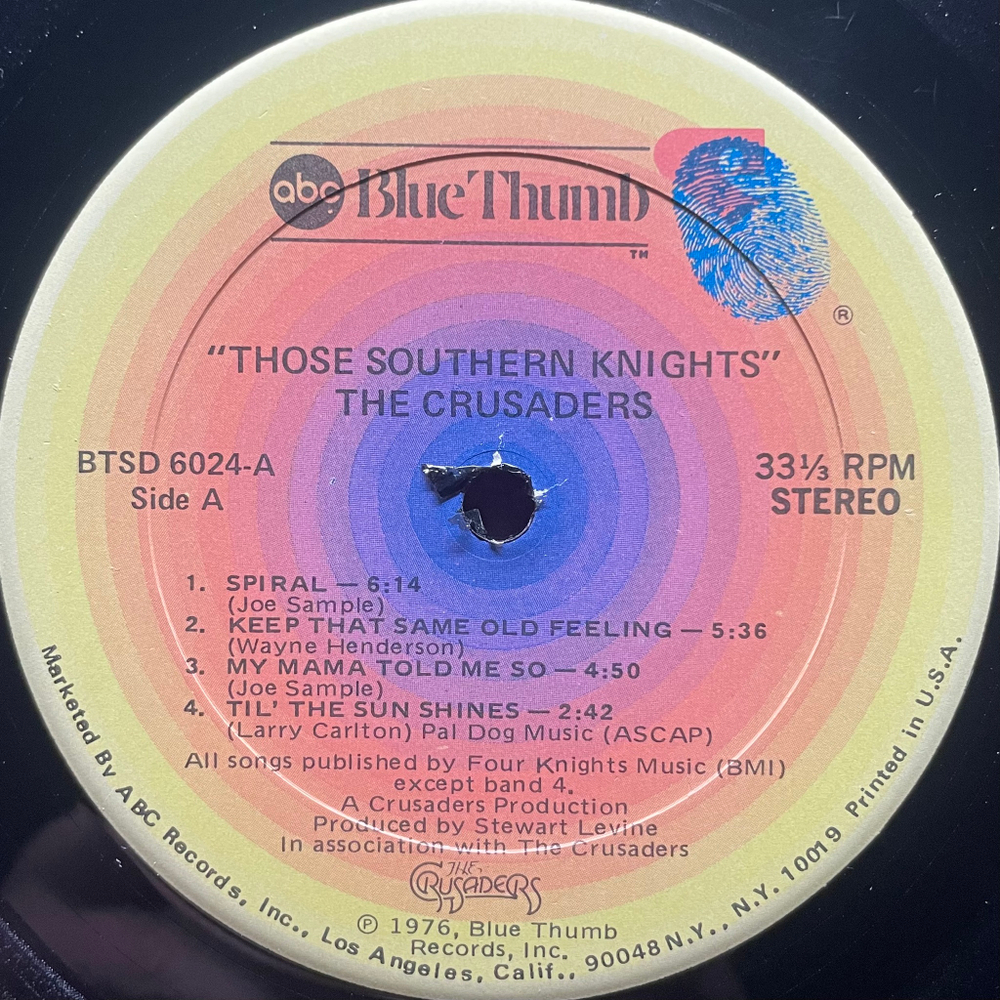 abc Blue Thumb
TM
®
"THOSE SOUTHERN KNIGHTS"
THE CRUSADERS
BTSD 6024-A
Side A
33⅓ RPM
STEREO
1. SPIRAL — 6:14
(Joe Sample)
2. KEEP THAT SAME OLD FEELING — 5:36
(Wayne Henderson)
3. MY MAMA TOLD ME SO — 4:50
(Joe Sample)
4. TIL' THE SUN SHINES — 2:42
(Larry Carlton) Pal Dog Music (ASCAP)
All songs published by Four Knights Music (BMI)
except band 4.
A Crusaders Production
Produced by Stewart Levine
In association with The Crusaders
THE CRUSADERS
℗ 1976, Blue Thumb
Records, Inc.
Marketed By ABC Records, Inc., Los Angeles, Calif., 90048 N.Y., N.Y. 10019 Printed in U.S.A.